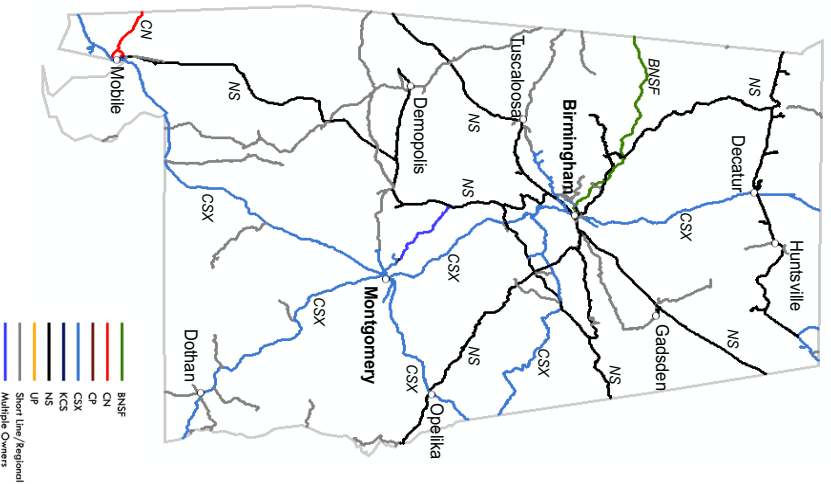 CN
Mobile
NS
Demopolis
NS
Tuscaloosa
BNSF
NS
Birmingham
Decatur
CSX
NS
CSX
CSX
Huntsville
Montgomery
CSX
NS
Gadsden
NS
CSX
CSX
NS
Dothan
Opelika
BNSF
CN
CP
CSX
KCS
NS
UP
Short Line/Regional
Multiple Owners